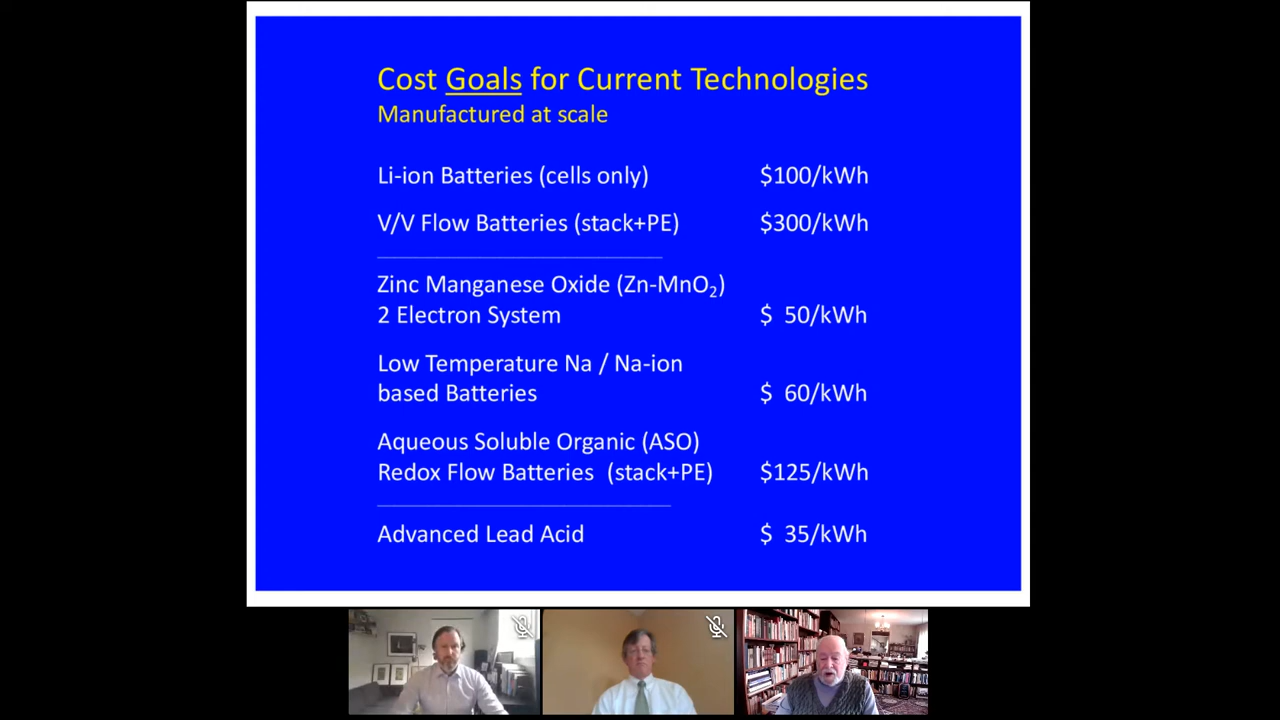 Cost Goals for Current Technologies
Manufactured at scale
Li-ion Batteries (cells only) $100/kWh
V/V Flow Batteries (stack+PE) $300/kWh
Zinc Manganese Oxide (Zn-MnO₂)
2 Electron System $ 50/kWh
Low Temperature Na / Na-ion
based Batteries $ 60/kWh
Aqueous Soluble Organic (ASO)
Redox Flow Batteries (stack+PE) $125/kWh
Advanced Lead Acid $ 35/kWh